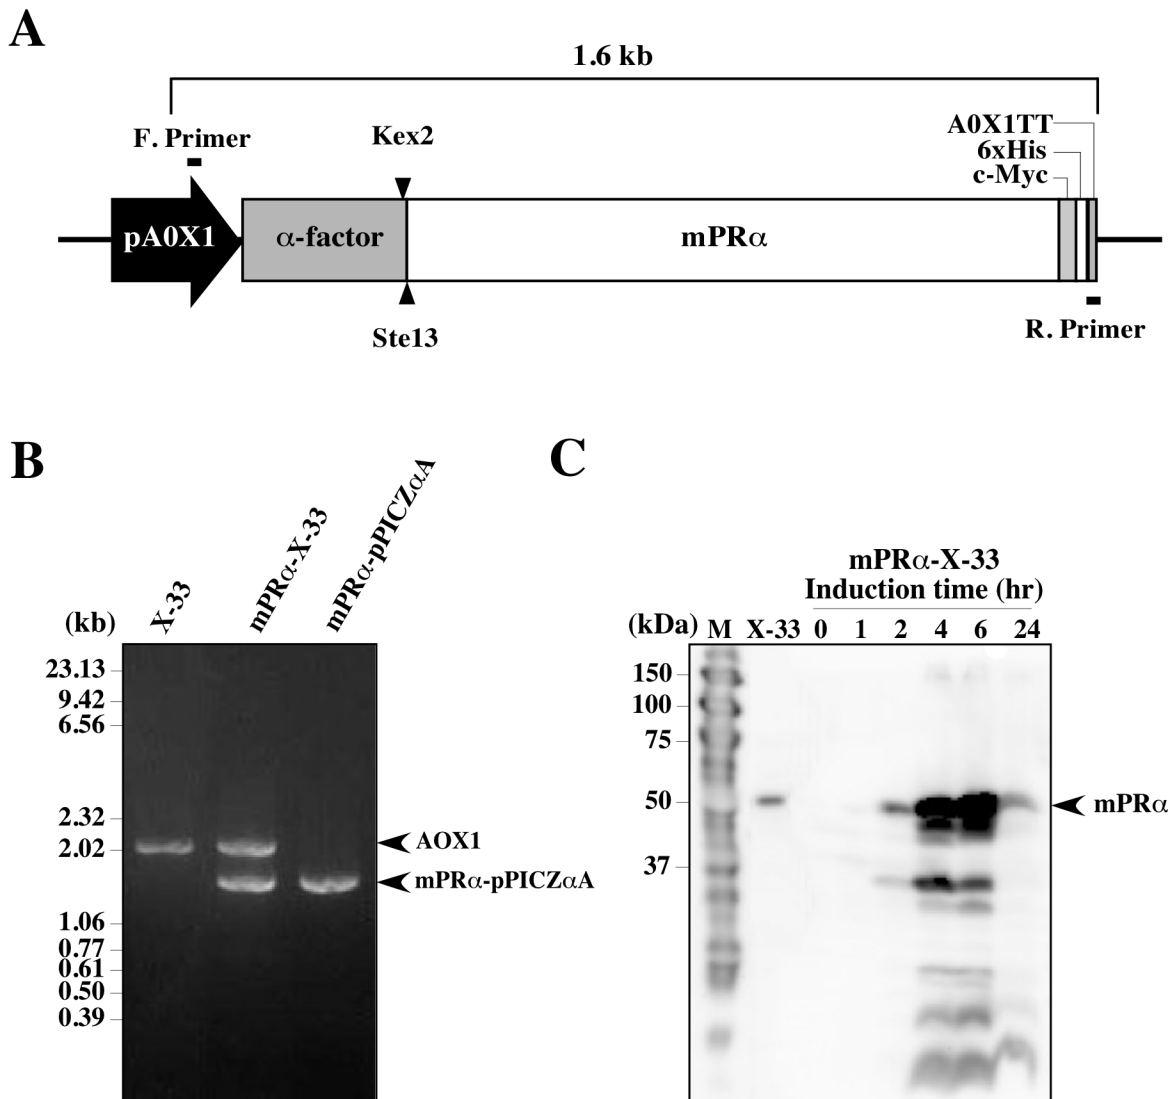 A
1.6 kb
F. Primer
Kex2
A0X1TT
6xHis
c-Myc
pA0X1
α-factor
mPRα
Ste13
R. Primer
B
X-33
mPRα-X-33
mPRα-pPICZαA
(kb)
23.13
9.42
6.56
2.32
2.02
1.06
0.77
0.61
0.50
0.39
AOX1
mPRα-pPICZαA
C
mPRα-X-33
Induction time (hr)
(kDa) M X-33 0 1 2 4 6 24
150
100
75
50
37
mPRα